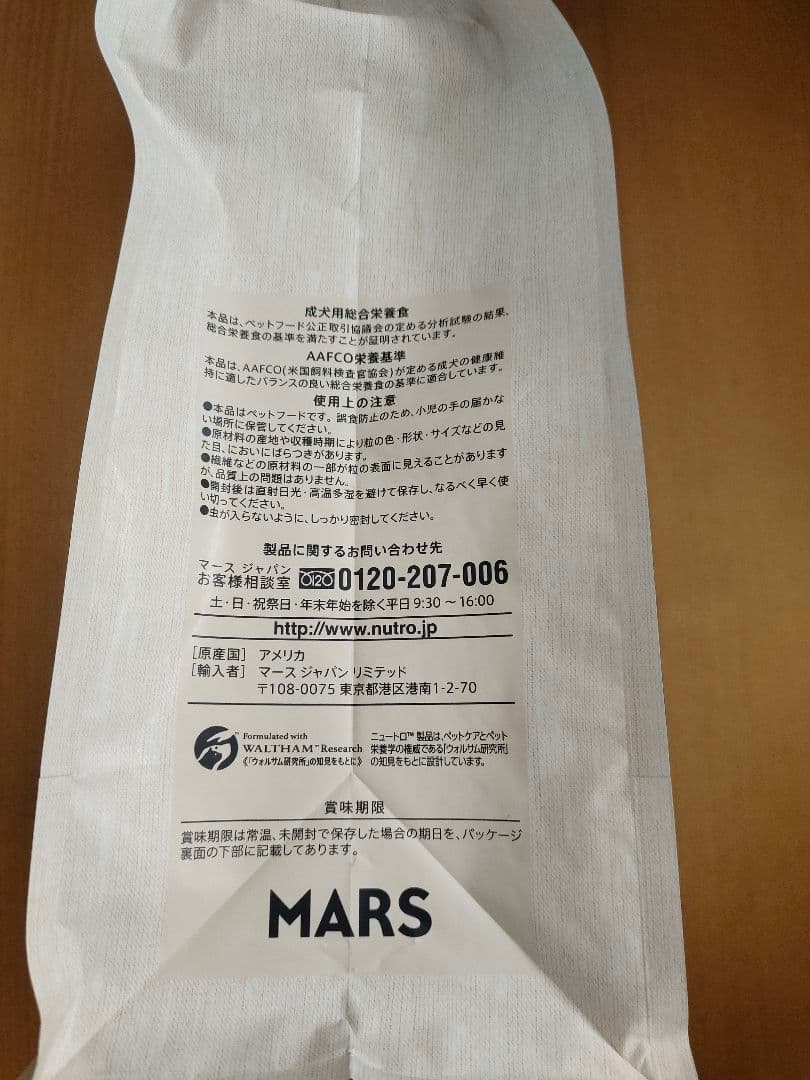 成犬用総合栄養食
本品は、ペットフード公正取引協議会の定める分析試験の結果、
総合栄養食の基準を満たすことが証明されています。
AAFCO栄養基準
本品は、AAFCO(米国飼料検査官協会)が定める成犬の健康維
持に適したバランスの良い総合栄養食の基準に適合しています。
使用上の注意
●本品はペットフードです。誤食防止のため、小児の手の届かな
い場所に保管してください。
●原材料の産地や収穫時期により粒の色・形状・サイズなどの見
た目、においにばらつきがあります。
●繊維などの原材料の一部が粒の表面に見えることがあります
が、品質上の問題はありません。
●開封後は直射日光・高温多湿を避けて保存し、なるべく早く使
い切ってください。
●虫が入らないように、しっかり密封してください。
製品に関するお問い合わせ先
マース ジャパン
お客様相談室 0120 0120-207-006
土・日・祝祭日・年末年始を除く平日 9:30 ～ 16:00
http://www.nutro.jp
[原産国] アメリカ
[輸入者] マース ジャパン リミテッド
〒108-0075 東京都港区港南1-2-70
Formulated with
WALTHAM™ Research
《「ウォルサム研究所」の知見をもとに》
ニュートロ™ 製品は、ペットケアとペット
栄養学の権威である「ウォルサム研究所」
の知見をもとに設計しています。
賞味期限
賞味期限は常温、未開封で保存した場合の期日を、パッケージ
裏面の下部に記載してあります。
MARS